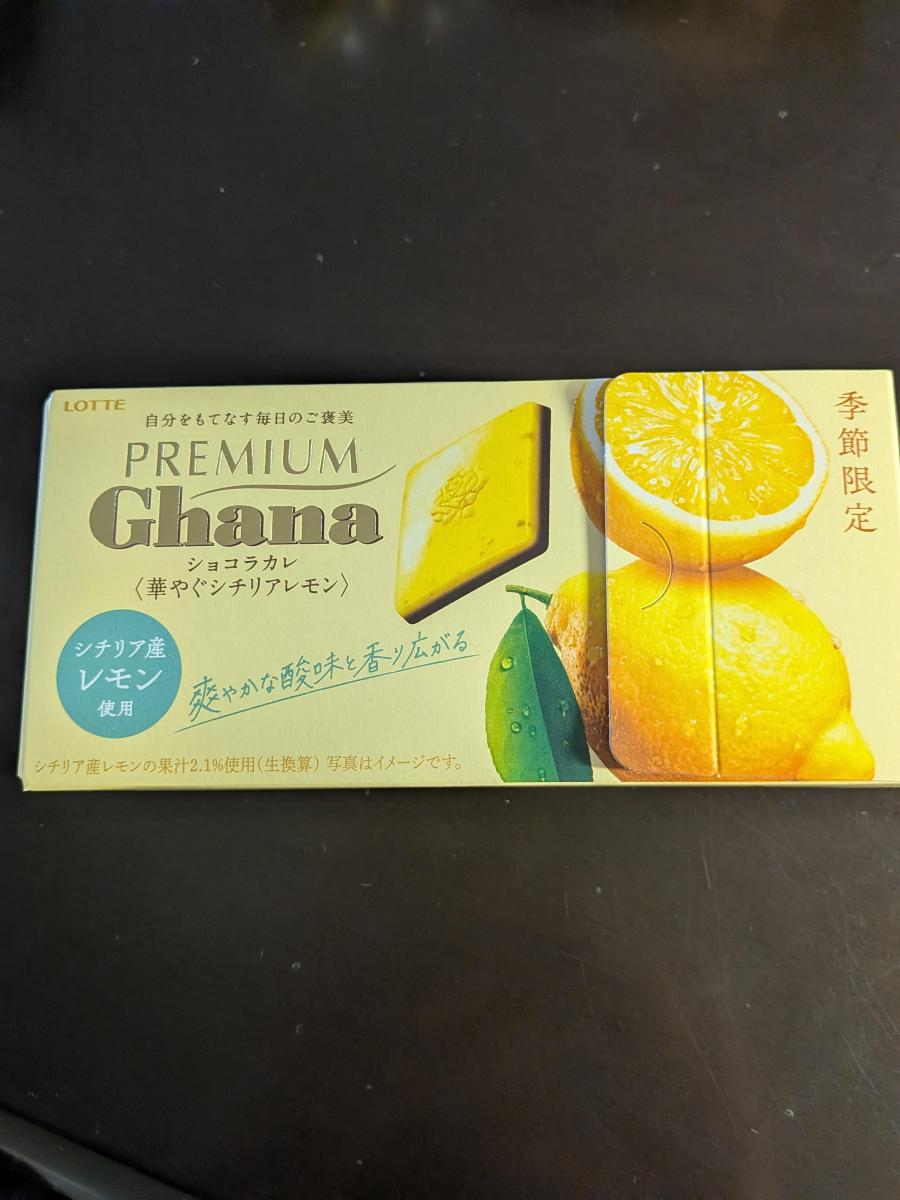 LOTTE
自分をもてなす毎日のご褒美
PREMIUM
Ghana
ショコラカレ
〈華やぐシチリアレモン〉
シチリア産
レモン
使用
爽やかな酸味と香り広がる
シチリア産レモンの果汁2.1%使用(生換算) 写真はイメージです。
季節限定